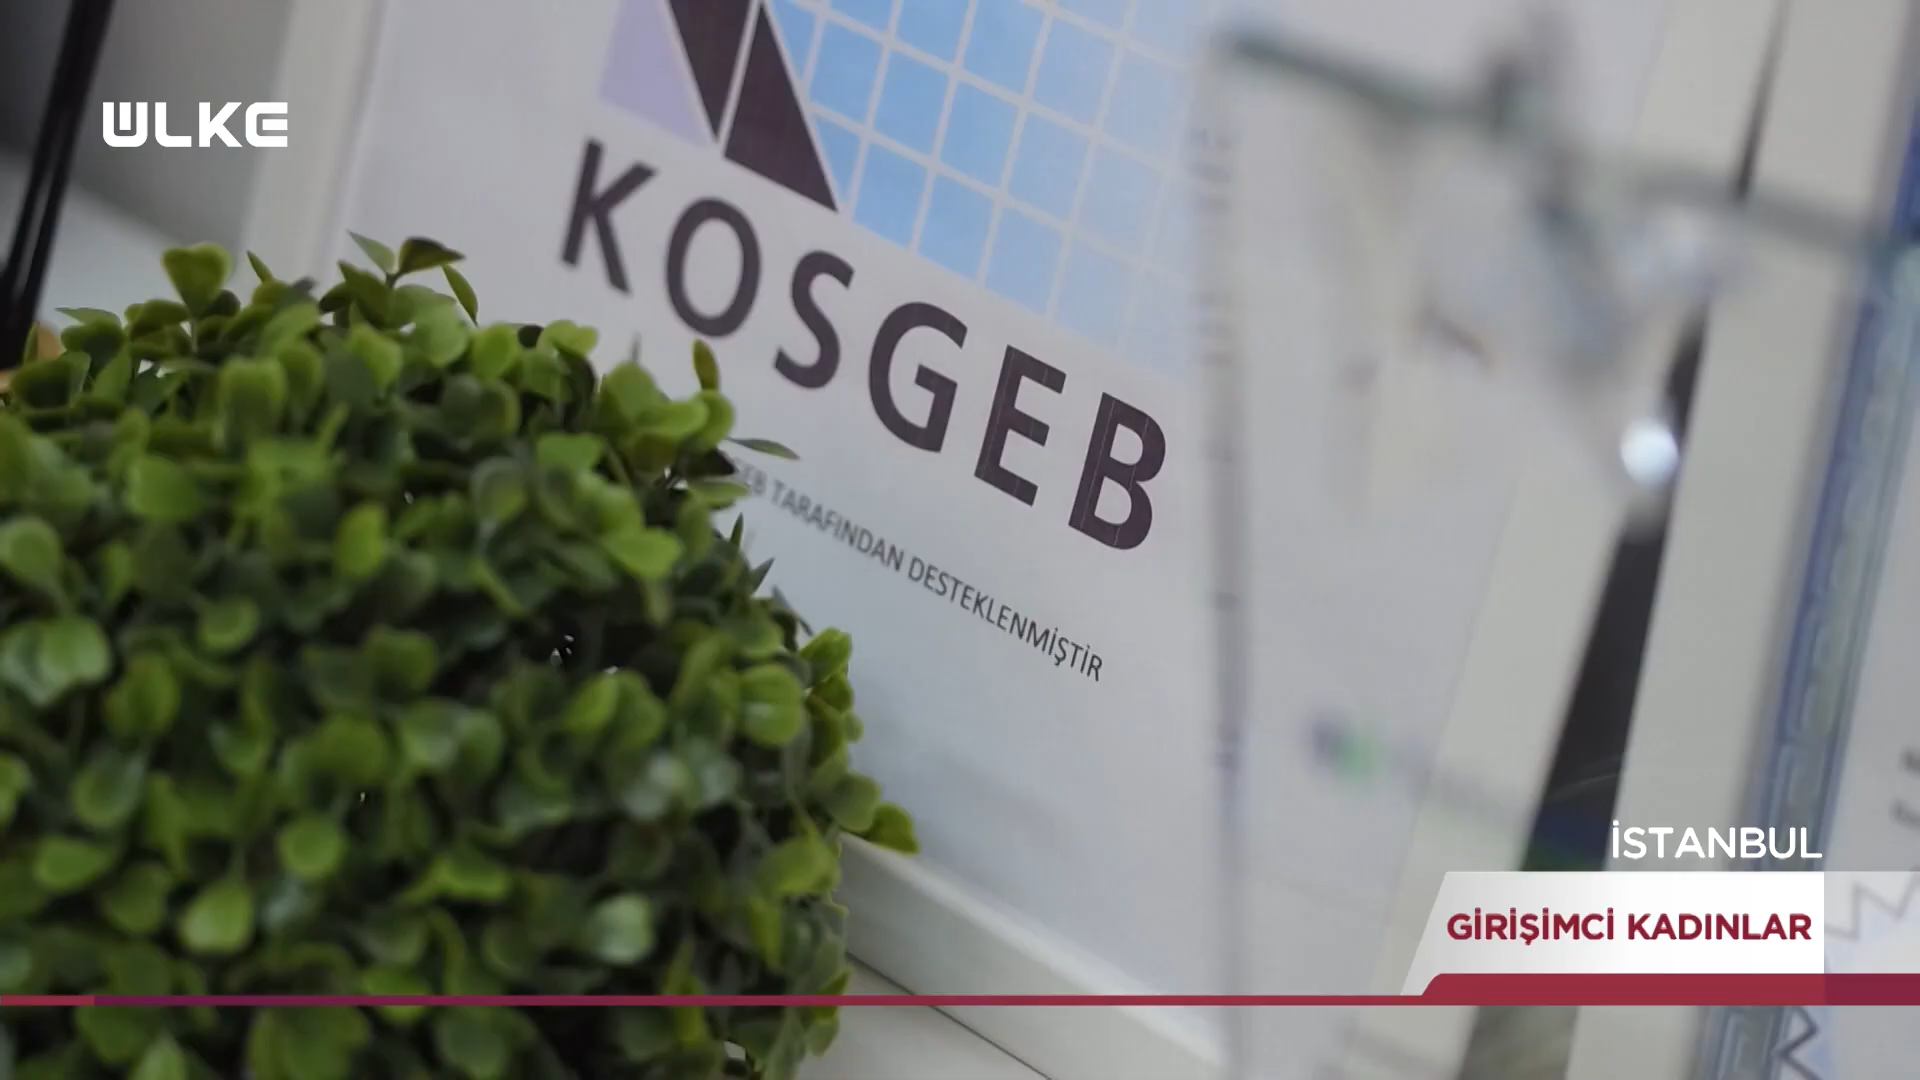 ÜLKE
KOSGEB
TARAFINDAN DESTEKLENMİŞTİR
İSTANBUL
GİRİŞİMCİ KADINLAR